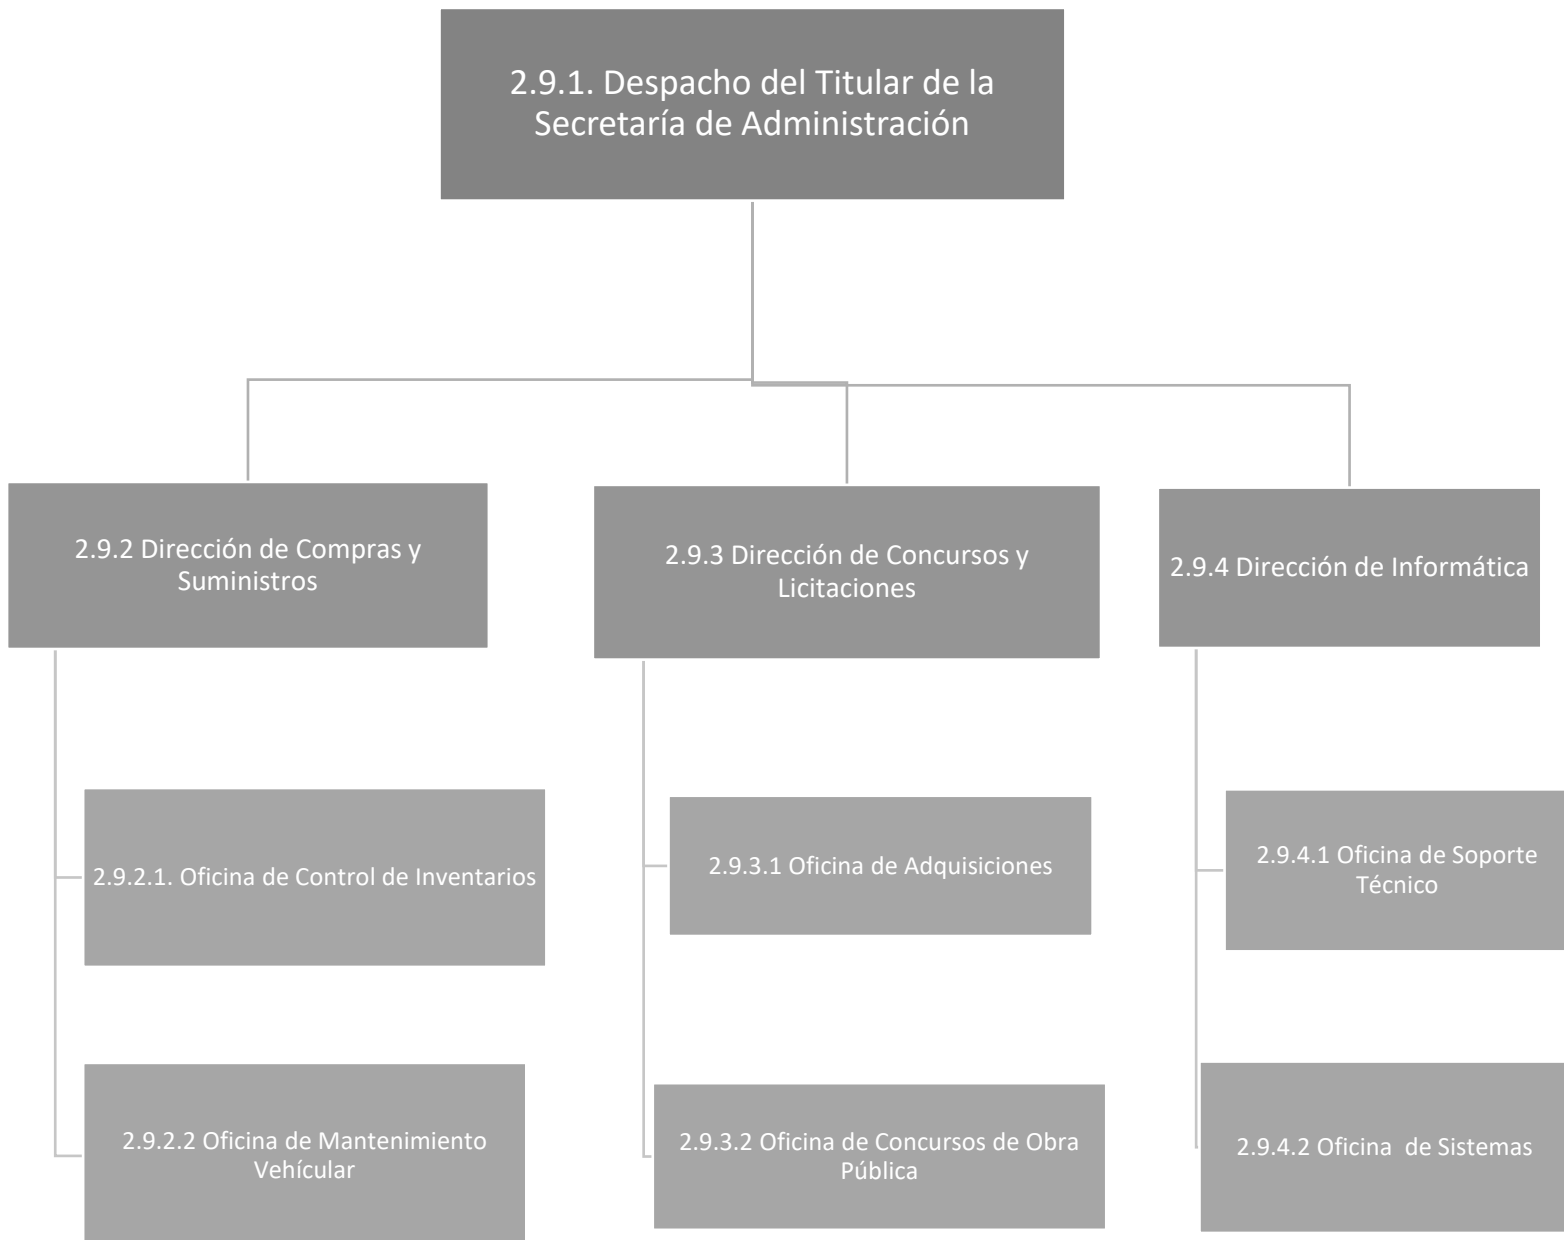 2.9.1. Despacho del Titular de la
Secretaría de Administración
2.9.2 Dirección de Compras y
Suministros
2.9.3 Dirección de Concursos y
Licitaciones
2.9.4 Dirección de Informática
2.9.2.1. Oficina de Control de Inventarios
2.9.3.1 Oficina de Adquisiciones
2.9.4.1 Oficina de Soporte
Técnico
2.9.2.2 Oficina de Mantenimiento
Vehícular
2.9.3.2 Oficina de Concursos de Obra
Pública
2.9.4.2 Oficina  de Sistemas